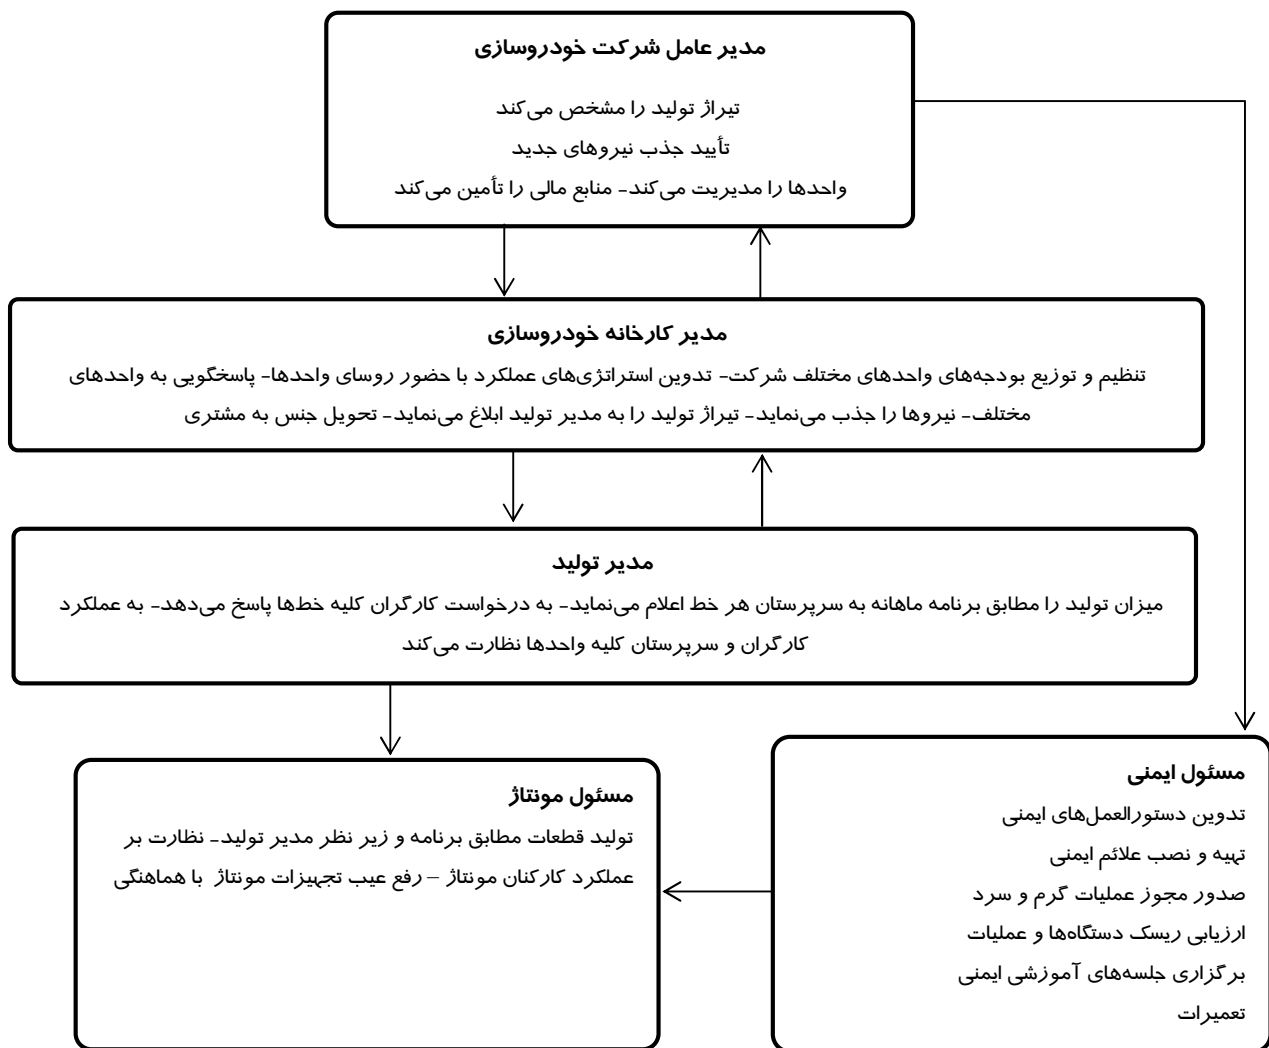 مدیر عامل شرکت خودروسازی
تیراژ تولید را مشخص می‌کند
تأیید جذب نیروهای جدید
واحدها را مدیریت می‌کند- منابع مالی را تأمین می‌کند
مدیر کارخانه خودروسازی
تنظیم و توزیع بودجه‌های واحدهای مختلف شرکت- تدوین استراتژی‌های عملکرد با حضور روسای واحدها- پاسخگویی به واحدهای
مختلف- نیروها را جذب می‌نماید- تیراژ تولید را به مدیر تولید ابلاغ می‌نماید- تحویل جنس به مشتری
مدیر تولید
میزان تولید را مطابق برنامه ماهانه به سرپرستان هر خط اعلام می‌نماید- به درخواست کارگران کلیه خط‌ها پاسخ می‌دهد- به عملکرد
کارگران و سرپرستان کلیه واحدها نظارت می‌کند
مسئول ایمنی
تدوین دستورالعمل‌های ایمنی
تهیه و نصب علائم ایمنی
صدور مجوز عملیات گرم و سرد
ارزیابی ریسک دستگاه‌ها و عملیات
برگزاری جلسه‌های آموزشی ایمنی
تعمیرات
مسئول مونتاژ
تولید قطعات مطابق برنامه و زیر نظر مدیر تولید- نظارت بر
عملکرد کارکنان مونتاژ – رفع عیب تجهیزات مونتاژ با هماهنگی